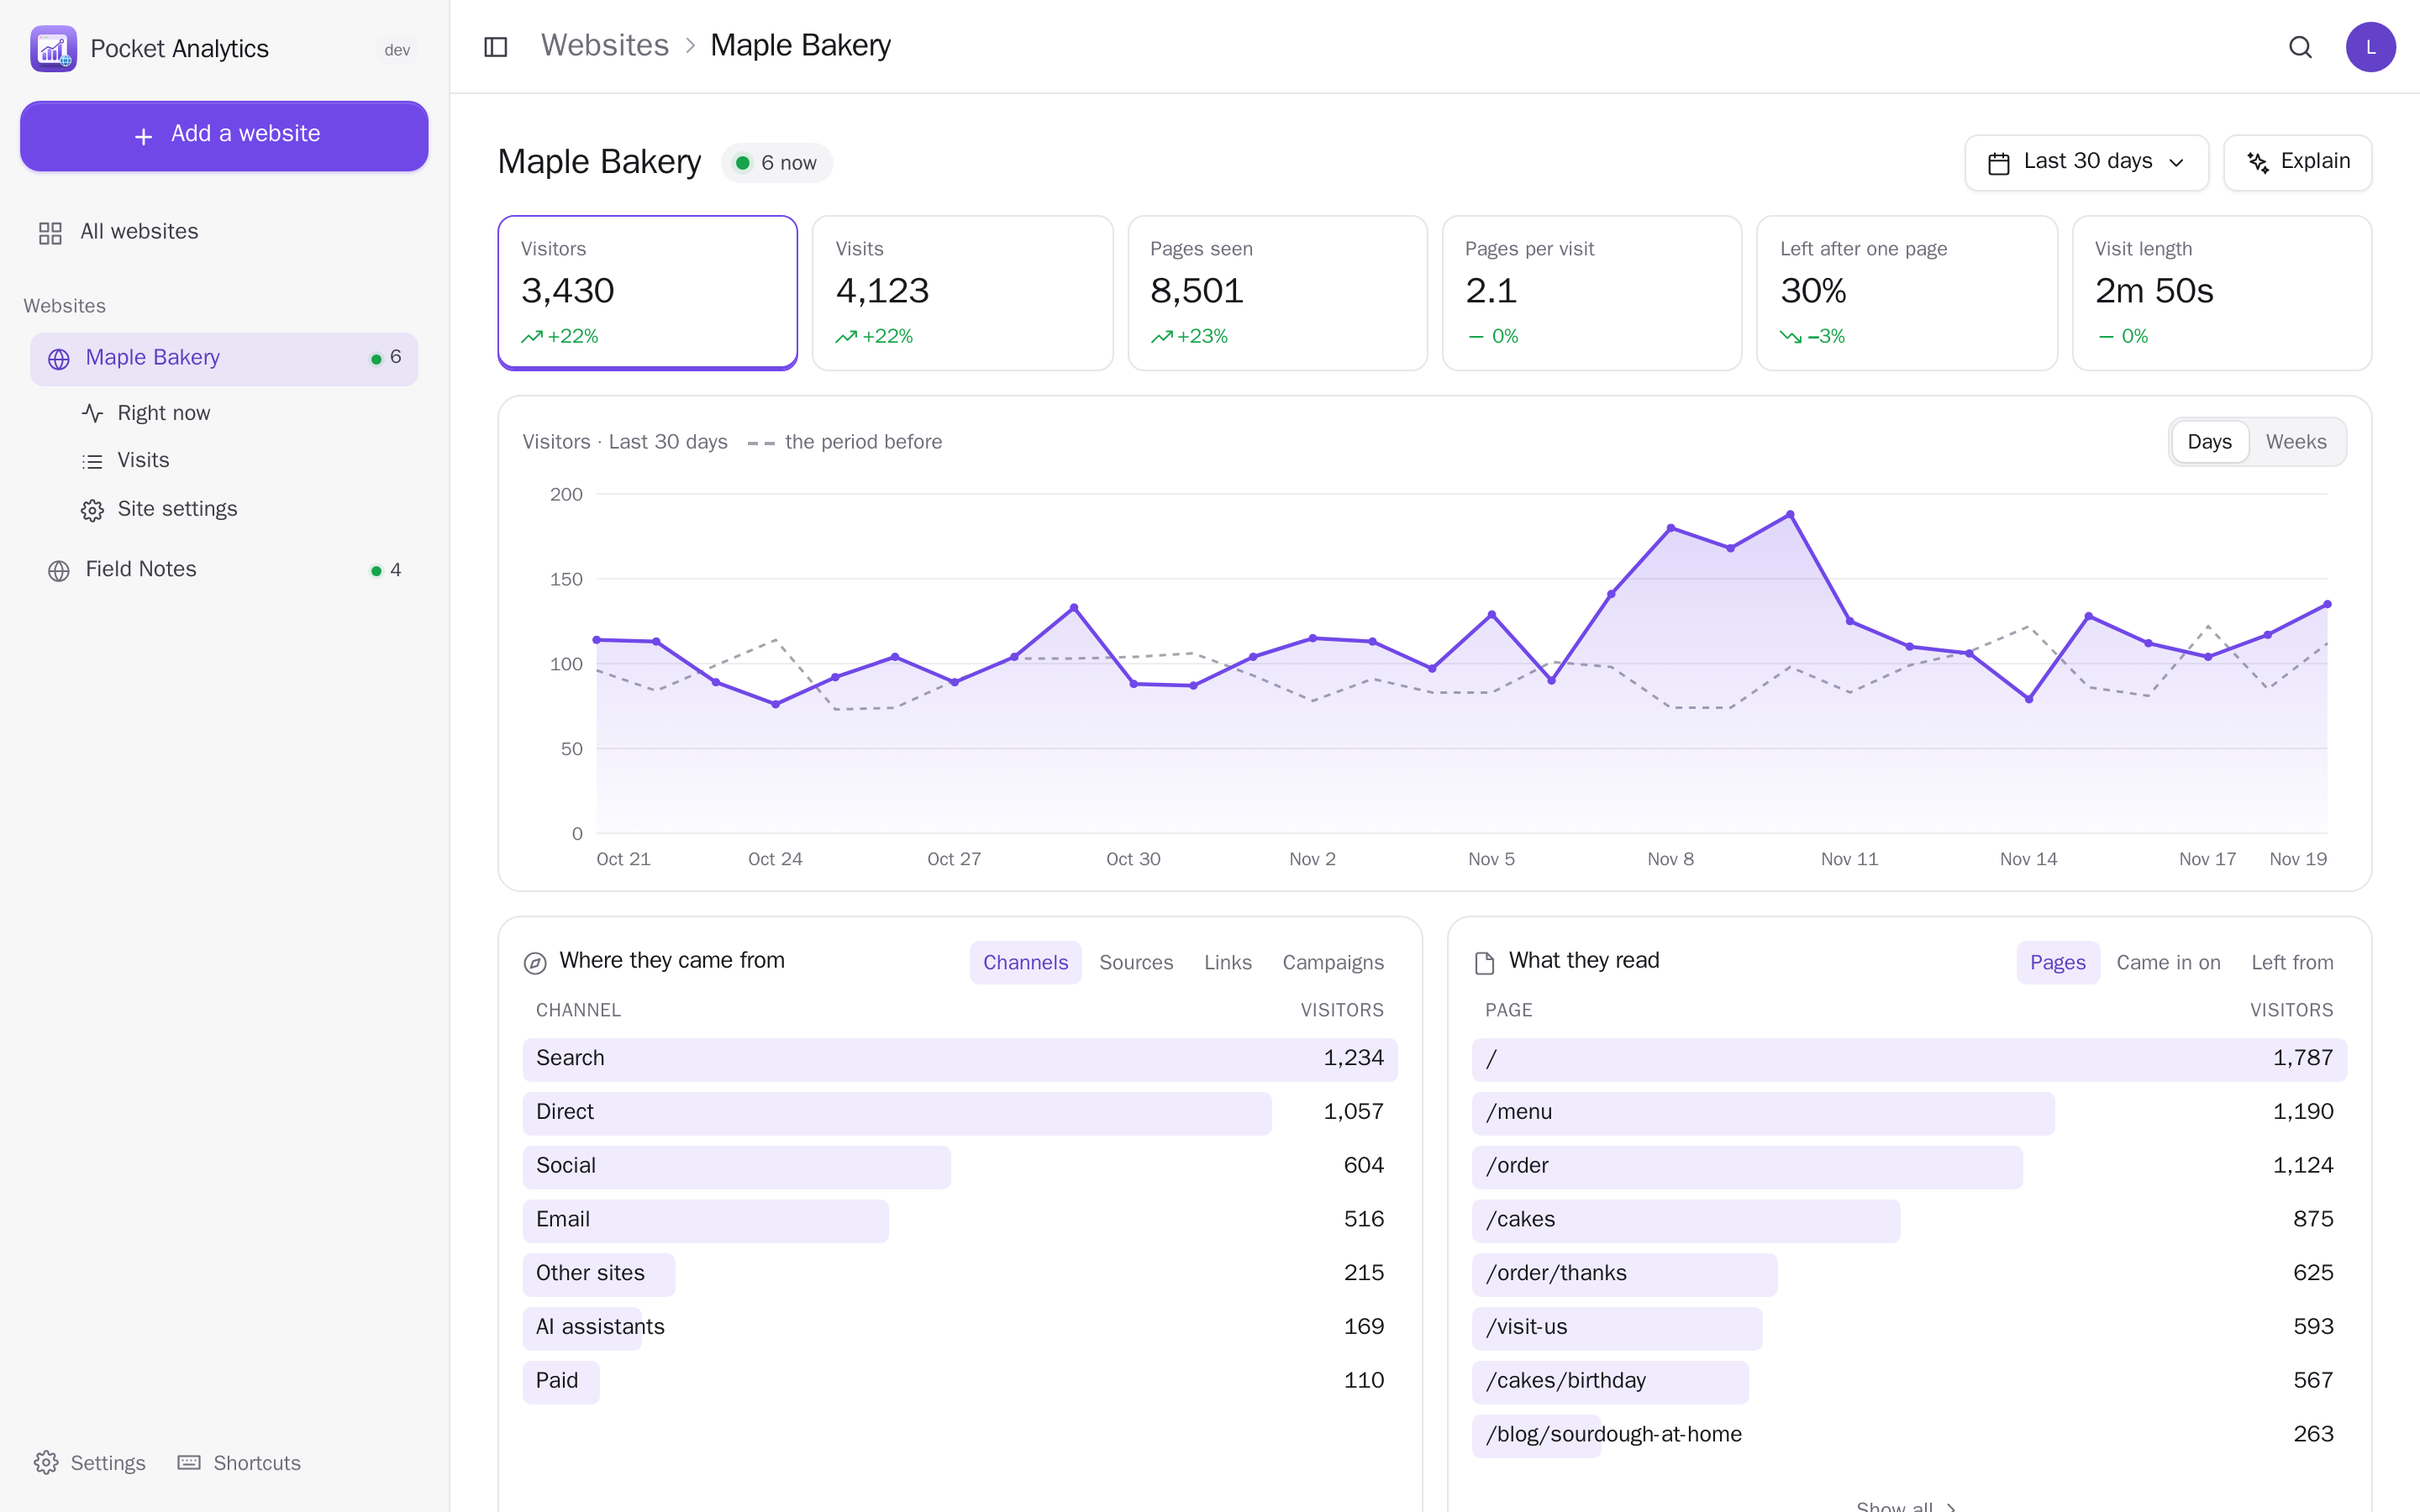 Pocket Analytics
dev
Add a website
All websites
Websites
Maple Bakery
6
Right now
Visits
Site settings
Field Notes
4
Settings
Shortcuts
Websites
Maple Bakery
L
Maple Bakery
6 now
Last 30 days
Explain
Visitors
3,430
+22%
Visits
4,123
+22%
Pages seen
8,501
+23%
Pages per visit
2.1
0%
Left after one page
30%
–3%
Visit length
2m 50s
0%
Visitors · Last 30 days
the period before
Days
Weeks
200
150
100
50
0
Oct 21
Oct 24
Oct 27
Oct 30
Nov 2
Nov 5
Nov 8
Nov 11
Nov 14
Nov 17
Nov 19
Where they came from
Channels
Sources
Links
Campaigns
CHANNEL
VISITORS
Search
1,234
Direct
1,057
Social
604
Email
516
Other sites
215
AI assistants
169
Paid
110
What they read
Pages
Came in on
Left from
PAGE
VISITORS
/
1,787
/menu
1,190
/order
1,124
/cakes
875
/order/thanks
625
/visit-us
593
/cakes/birthday
567
/blog/sourdough-at-home
263
Show all